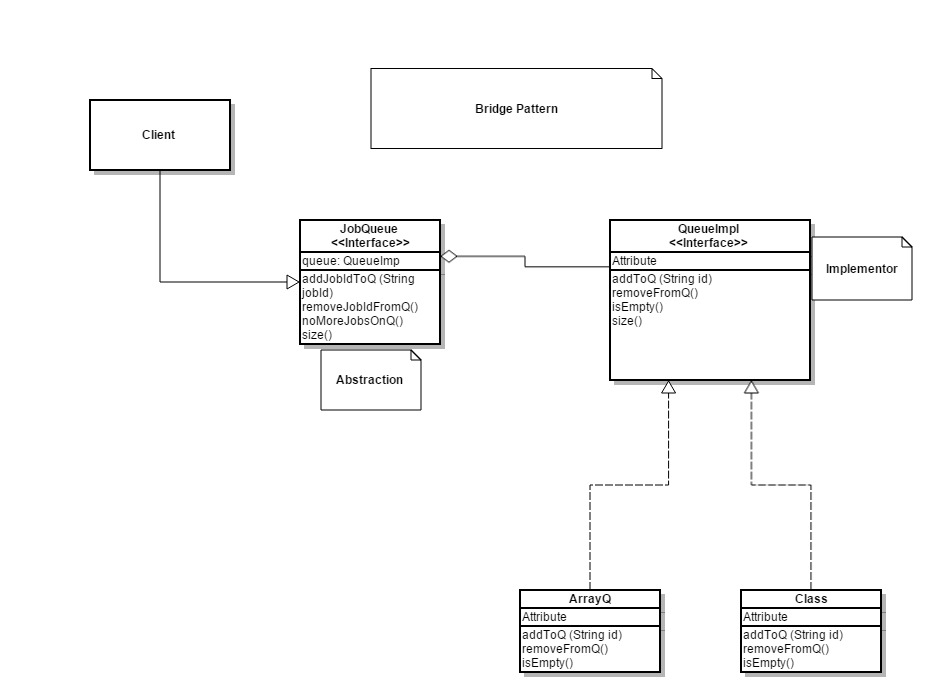 Bridge Pattern
Client
JobQueue
<<Interface>>
queue: QueueImp
addJobIdToQ (String
jobId)
removeJobIdFromQ()
noMoreJobsOnQ()
size()
Abstraction
QueueImpl
<<Interface>>
Attribute
addToQ (String id)
removeFromQ()
isEmpty()
size()
Implementor
ArrayQ
Attribute
addToQ (String id)
removeFromQ()
isEmpty()
Class
Attribute
addToQ (String id)
removeFromQ()
isEmpty()